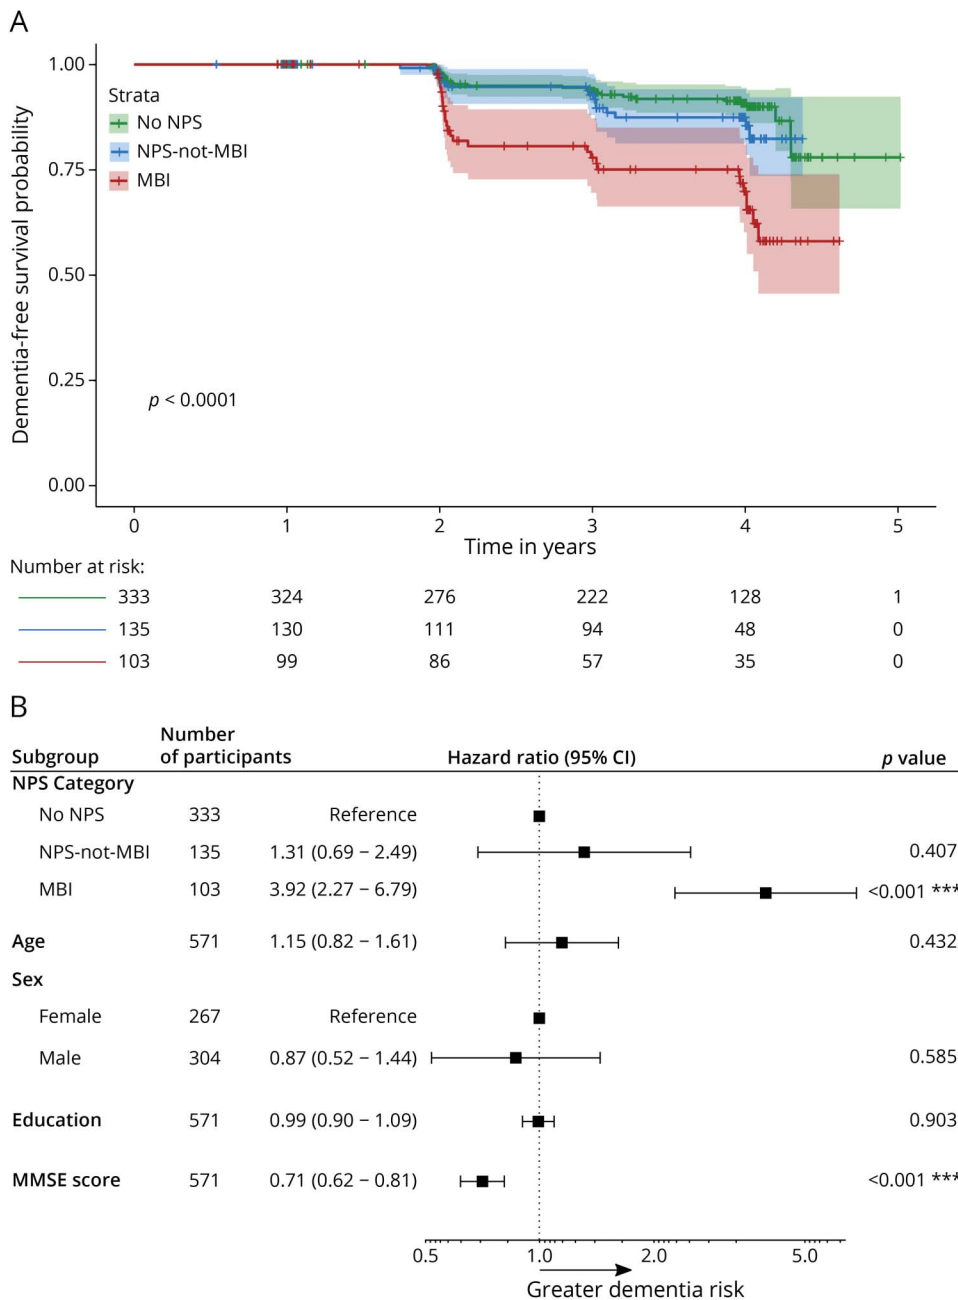 A
Dementia-free survival probability
1.00
0.75
0.50
0.25
0.00
Strata
No NPS
NPS-not-MBI
MBI
p < 0.0001
0 1 2 3 4 5
Time in years
Number at risk:
333 324 276 222 128 1
135 130 111 94 48 0
103 99 86 57 35 0
B
Subgroup Number of participants Hazard ratio (95% CI) p value
NPS Category
No NPS 333 Reference
NPS-not-MBI 135 1.31 (0.69 − 2.49) 0.407
MBI 103 3.92 (2.27 − 6.79) <0.001 ***
Age 571 1.15 (0.82 − 1.61) 0.432
Sex
Female 267 Reference
Male 304 0.87 (0.52 − 1.44) 0.585
Education 571 0.99 (0.90 − 1.09) 0.903
MMSE score 571 0.71 (0.62 − 0.81) <0.001 ***
0.5 1.0 2.0 5.0
Greater dementia risk